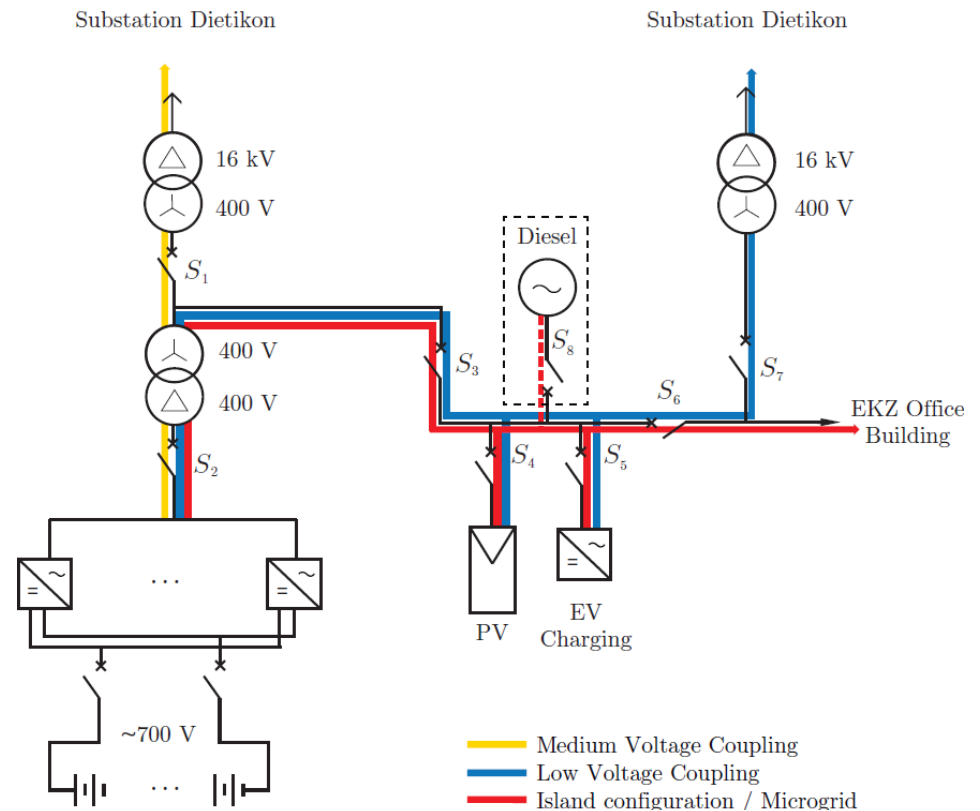 Substation Dietikon
Substation Dietikon
16 kV
400 V
16 kV
400 V
Diesel
S1
S8
400 V
400 V
S3
S6
S7
EKZ Office
Building
S2
S4
S5
PV
EV
Charging
~700 V
Medium Voltage Coupling
Low Voltage Coupling
Island configuration / Microgrid